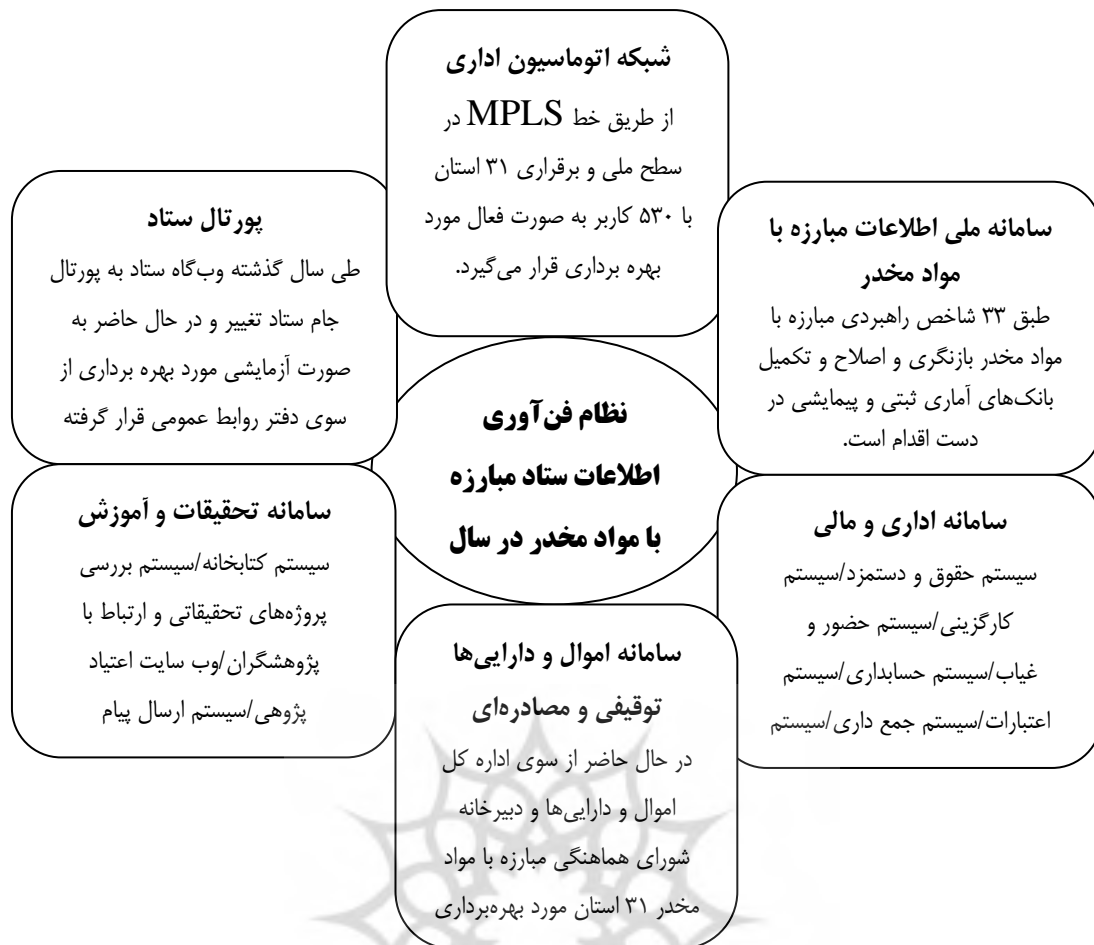 شبکه اتوماسیون اداری
از طریق خط MPLS در
سطح ملی و برقراری ۳۱ استان
با ۵۳۰ کاربر به صورت فعال مورد
بهره برداری قرار می‌گیرد.
سامانه ملی اطلاعات مبارزه با
مواد مخدر
طبق ۳۳ شاخص راهبردی مبارزه با
مواد مخدر بازنگری و اصلاح و تکمیل
بانک‌های آماری ثبتی و پیمایشی در
دست اقدام است.
پورتال ستاد
طی سال گذشته وب‌گاه ستاد به پورتال
جام ستاد تغییر و در حال حاضر به
صورت آزمایشی مورد بهره برداری از
سوی دفتر روابط عمومی قرار گرفته
نظام فن‌آوری
اطلاعات ستاد مبارزه
با مواد مخدر در سال
سامانه اداری و مالی
سیستم حقوق و دستمزد/سیستم
کارگزینی/سیستم حضور و
غیاب/سیستم حسابداری/سیستم
اعتبارات/سیستم جمع داری/سیستم
سامانه تحقیقات و آموزش
سیستم کتابخانه/سیستم بررسی
پروژه‌های تحقیقاتی و ارتباط با
پژوهشگران/وب سایت اعتیاد
پژوهی/سیستم ارسال پیام
سامانه اموال و دارایی‌ها
توقیفی و مصادره‌ای
در حال حاضر از سوی اداره کل
اموال و دارایی‌ها و دبیرخانه
شورای هماهنگی مبارزه با مواد
مخدر ۳۱ استان مورد بهره‌برداری